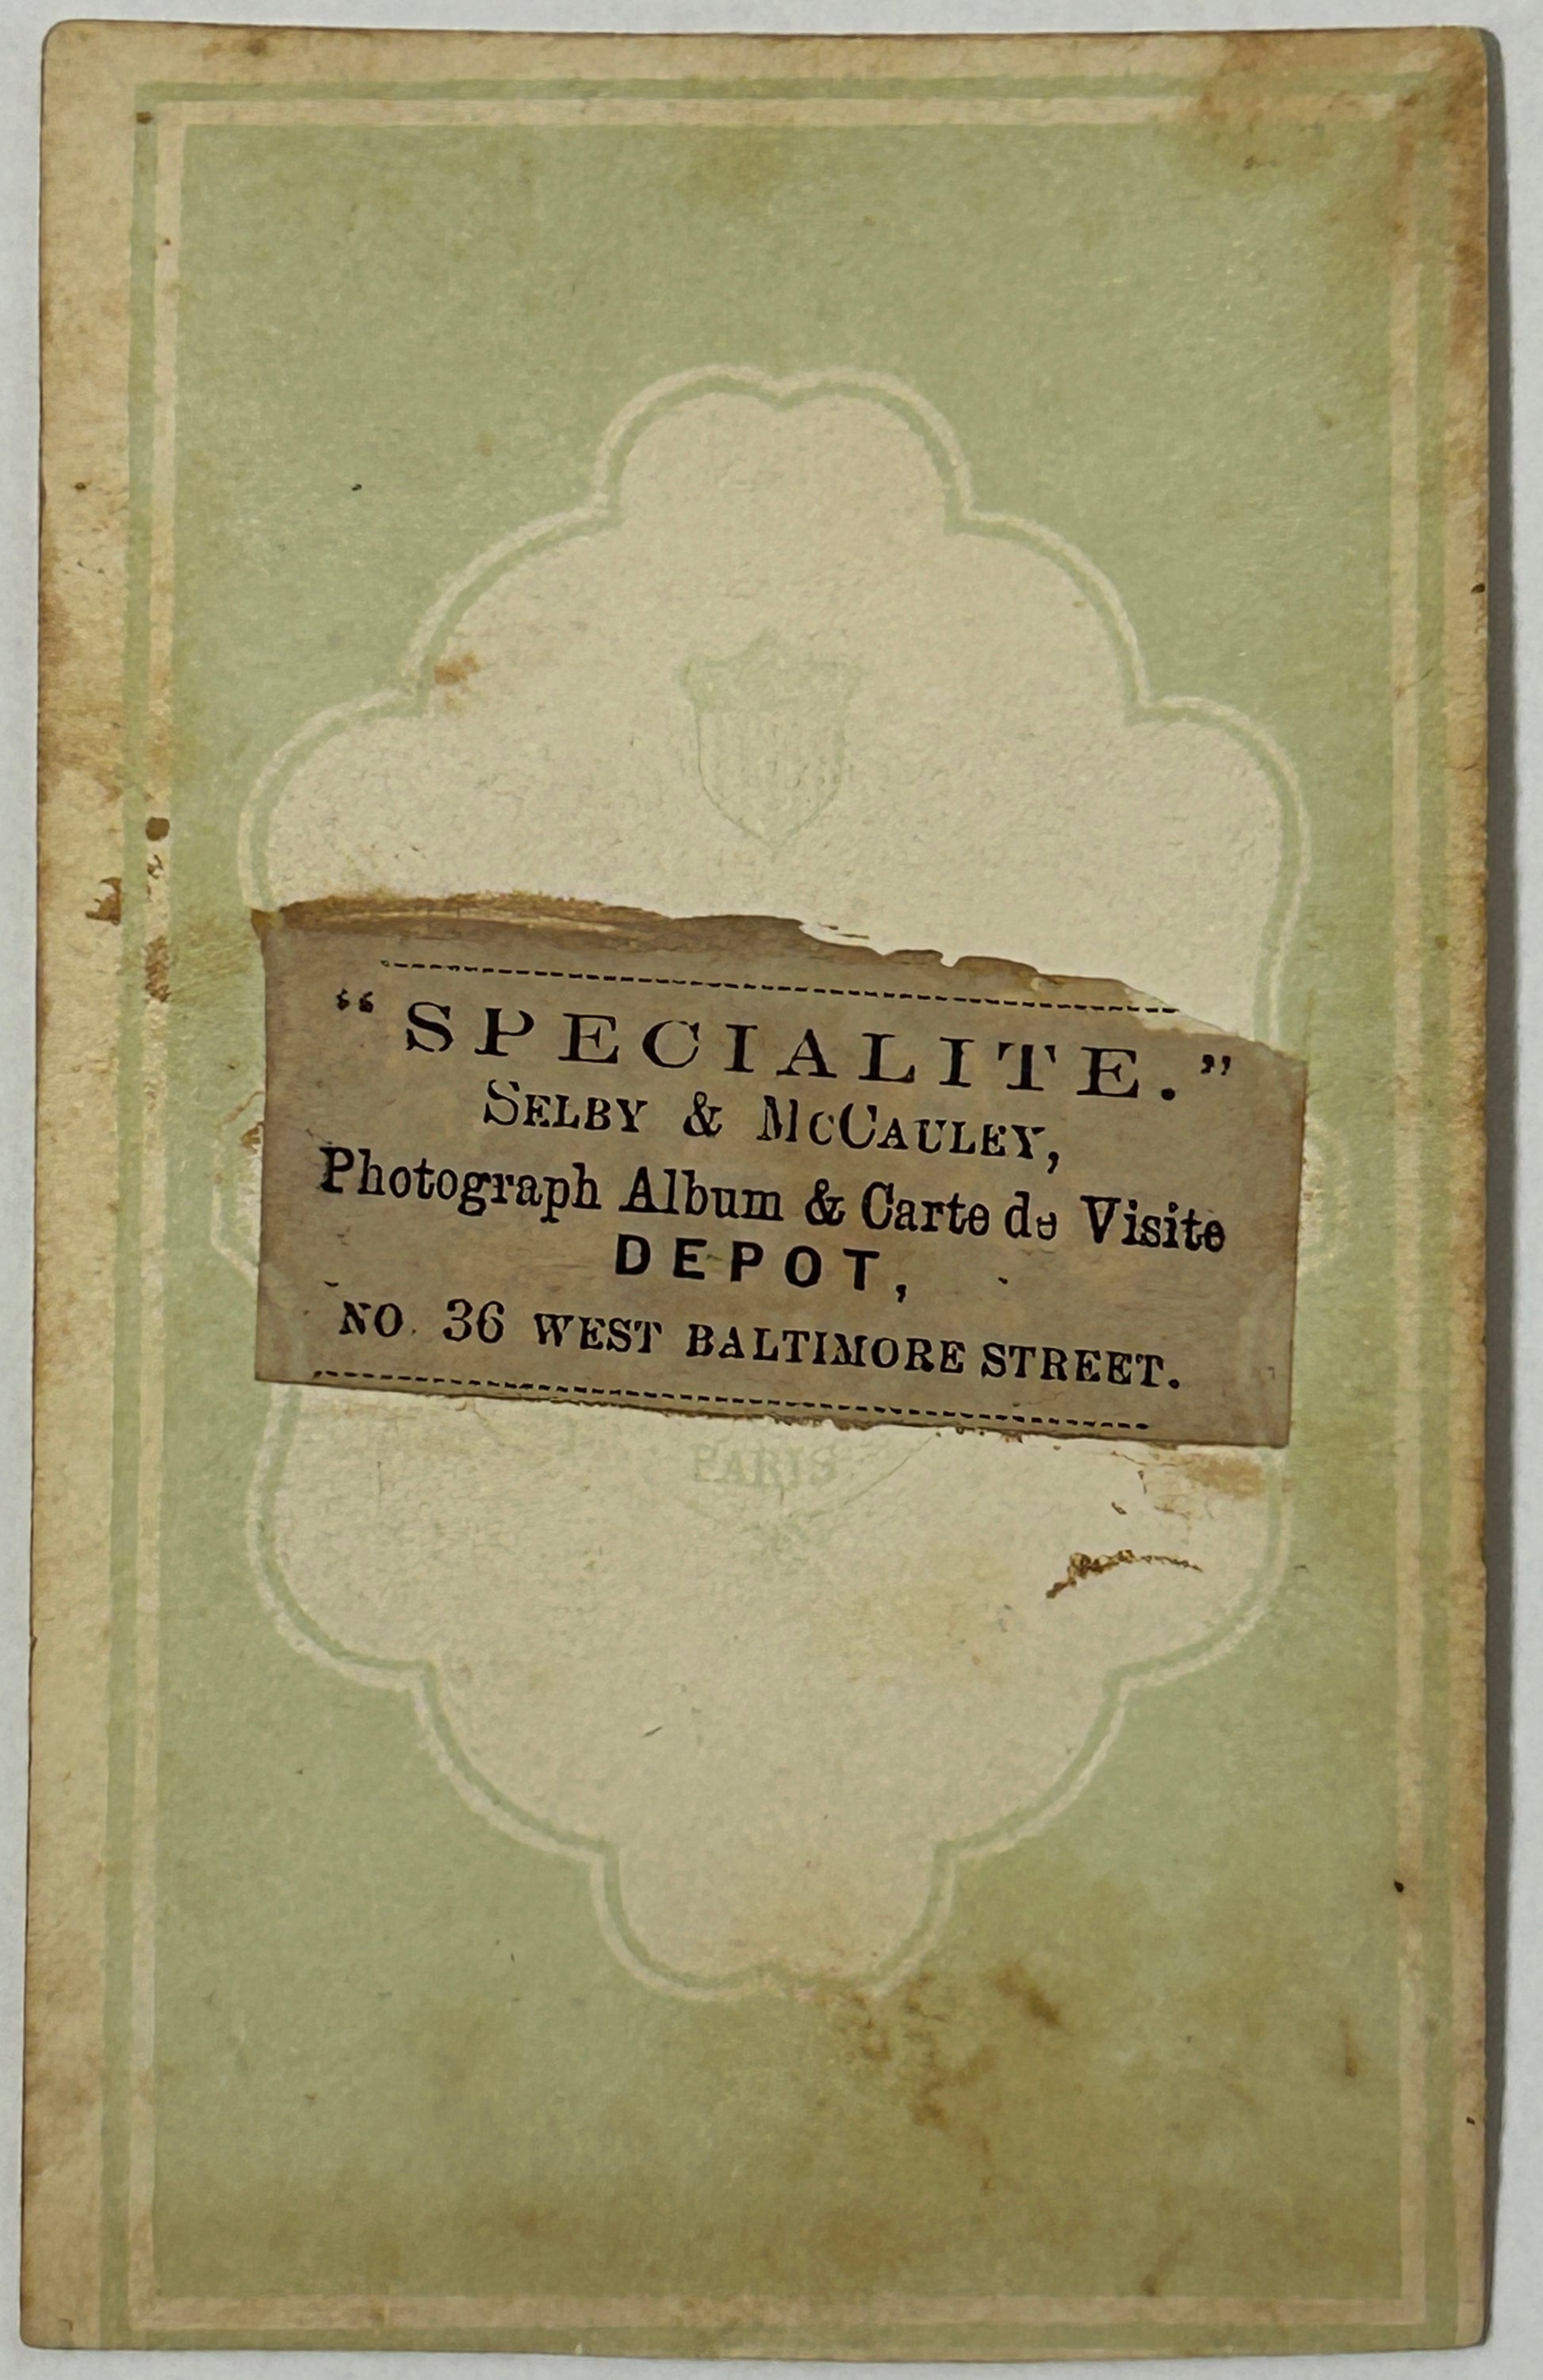 “SPECIALITE.”
SELBY & MCCAULEY,
Photograph Album & Carte de Visite
DEPOT,
NO. 36 WEST BALTIMORE STREET.
PARIS